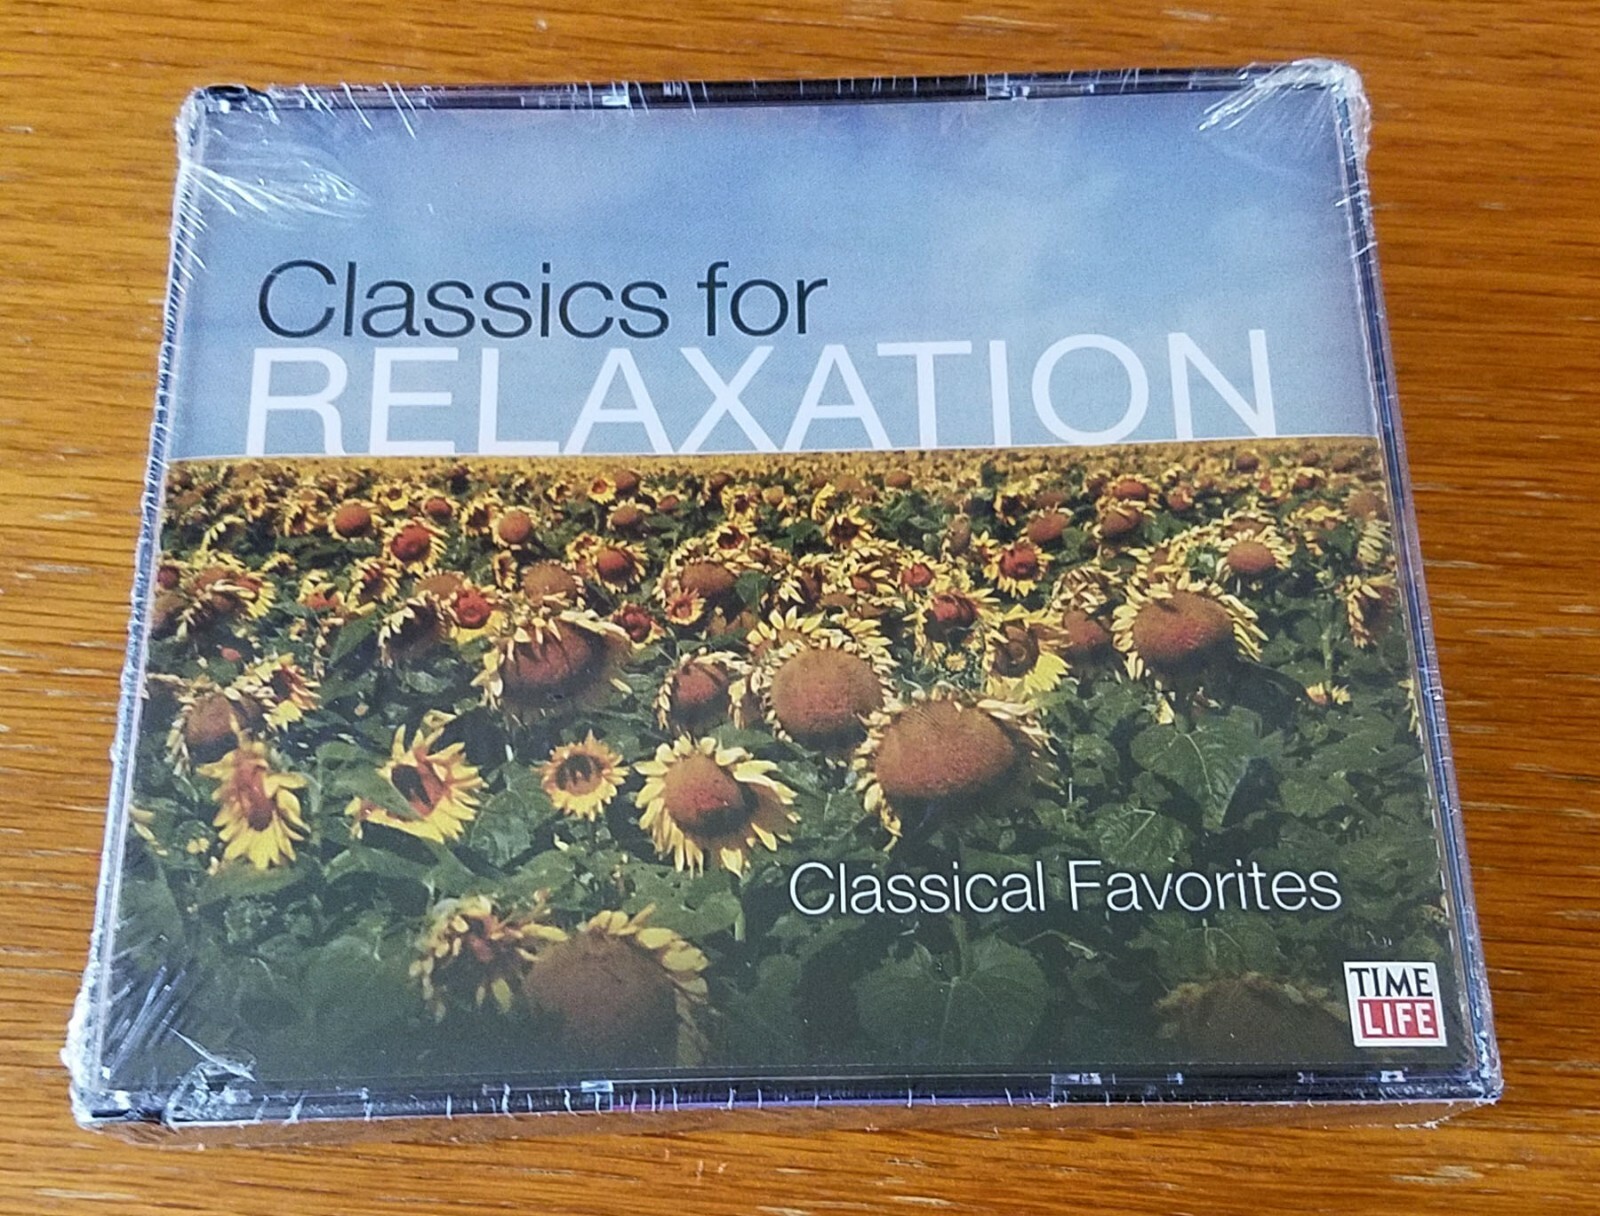 Classics for
RELAXATION
Classical Favorites
TIME
LIFE